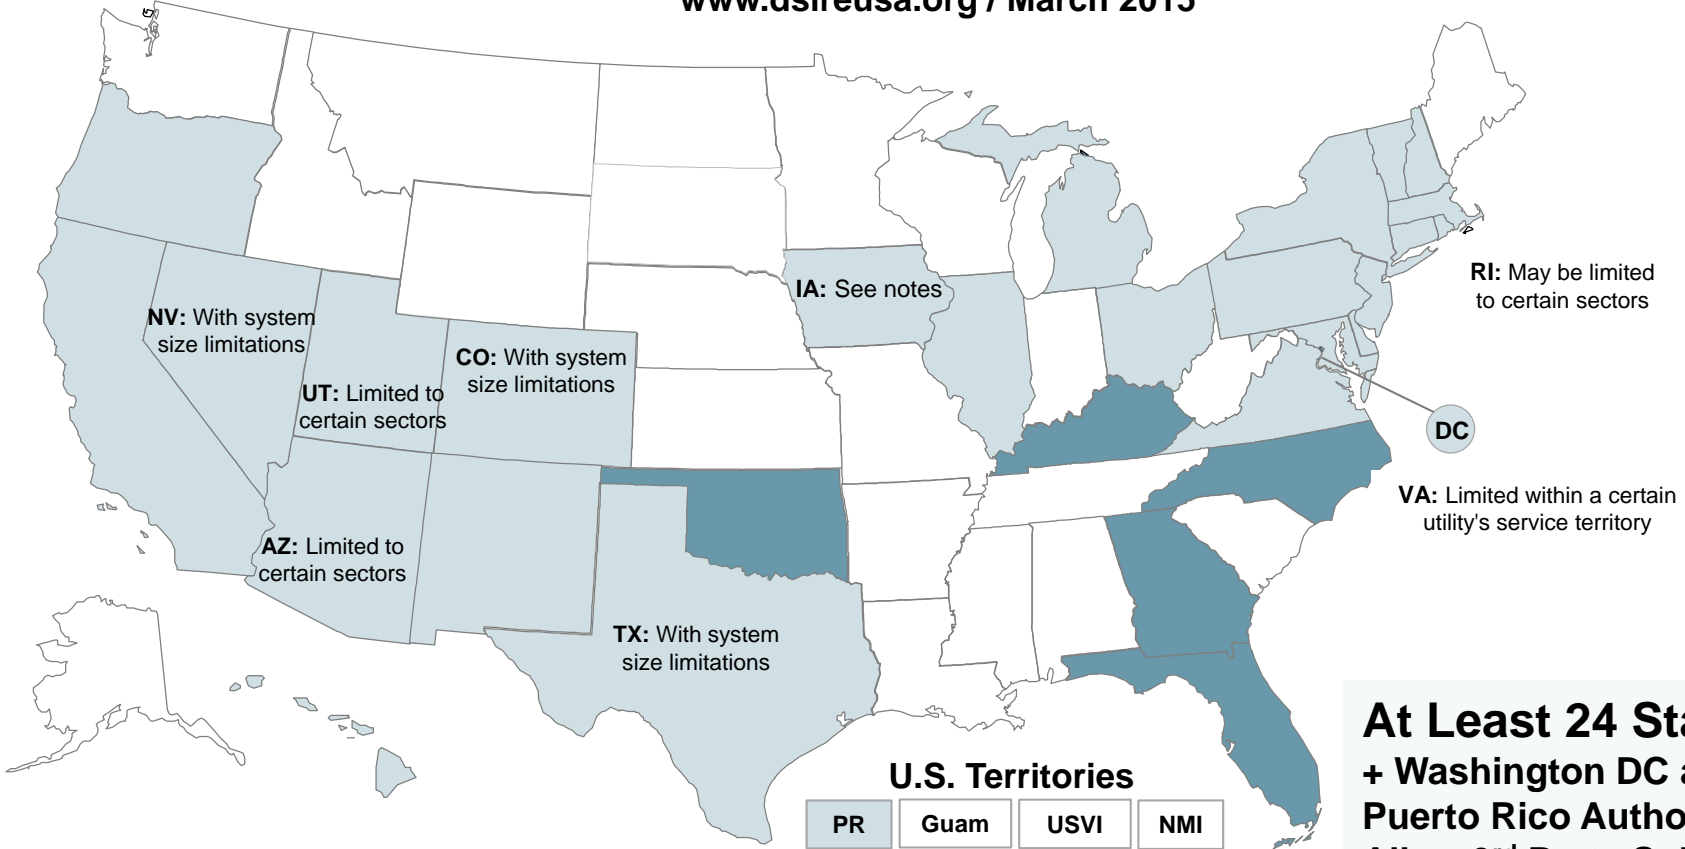 www.dsireusa.org / March 2015
IA: See notes
RI: May be limited
to certain sectors
NV: With system
size limitations
CO: With system
size limitations
UT: Limited to
certain sectors
DC
VA: Limited within a certain
utility's service territory
AZ: Limited to
certain sectors
TX: With system
size limitations
At Least 24 Sta
+ Washington DC a
Puerto Rico Autho
U.S. Territories
PR
Guam
USVI
NMI